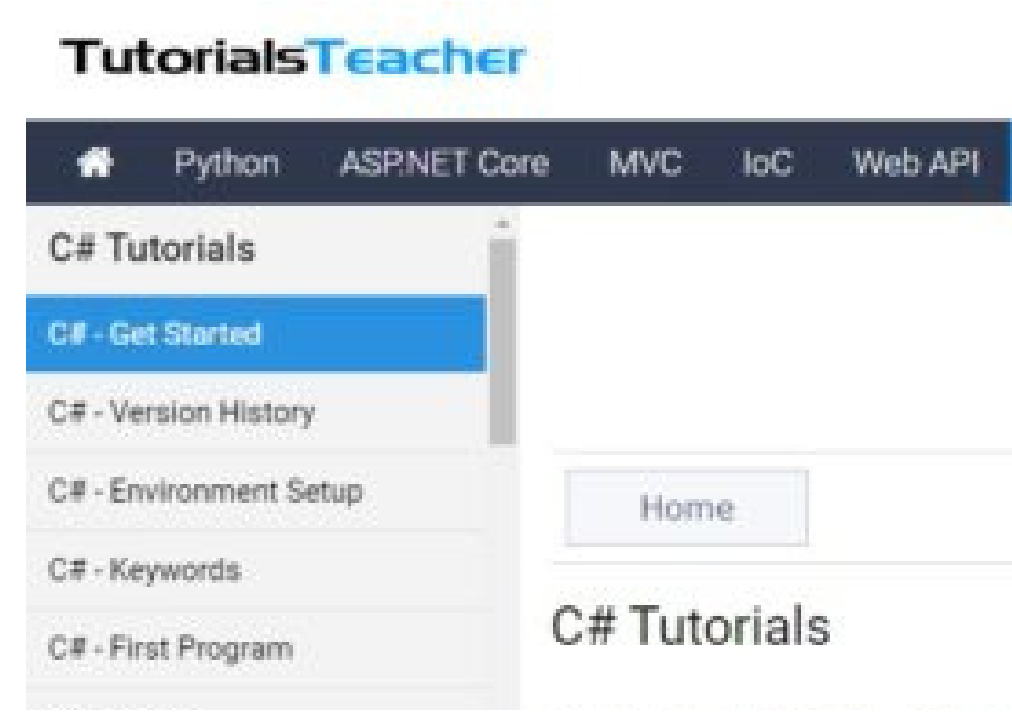 TutorialsTeacher
Python ASP.NET Core MVC IoC Web API
C# Tutorials
C# - Get Started
C# - Version History
C# - Environment Setup
C# - Keywords
C# - First Program
Home
C# Tutorials